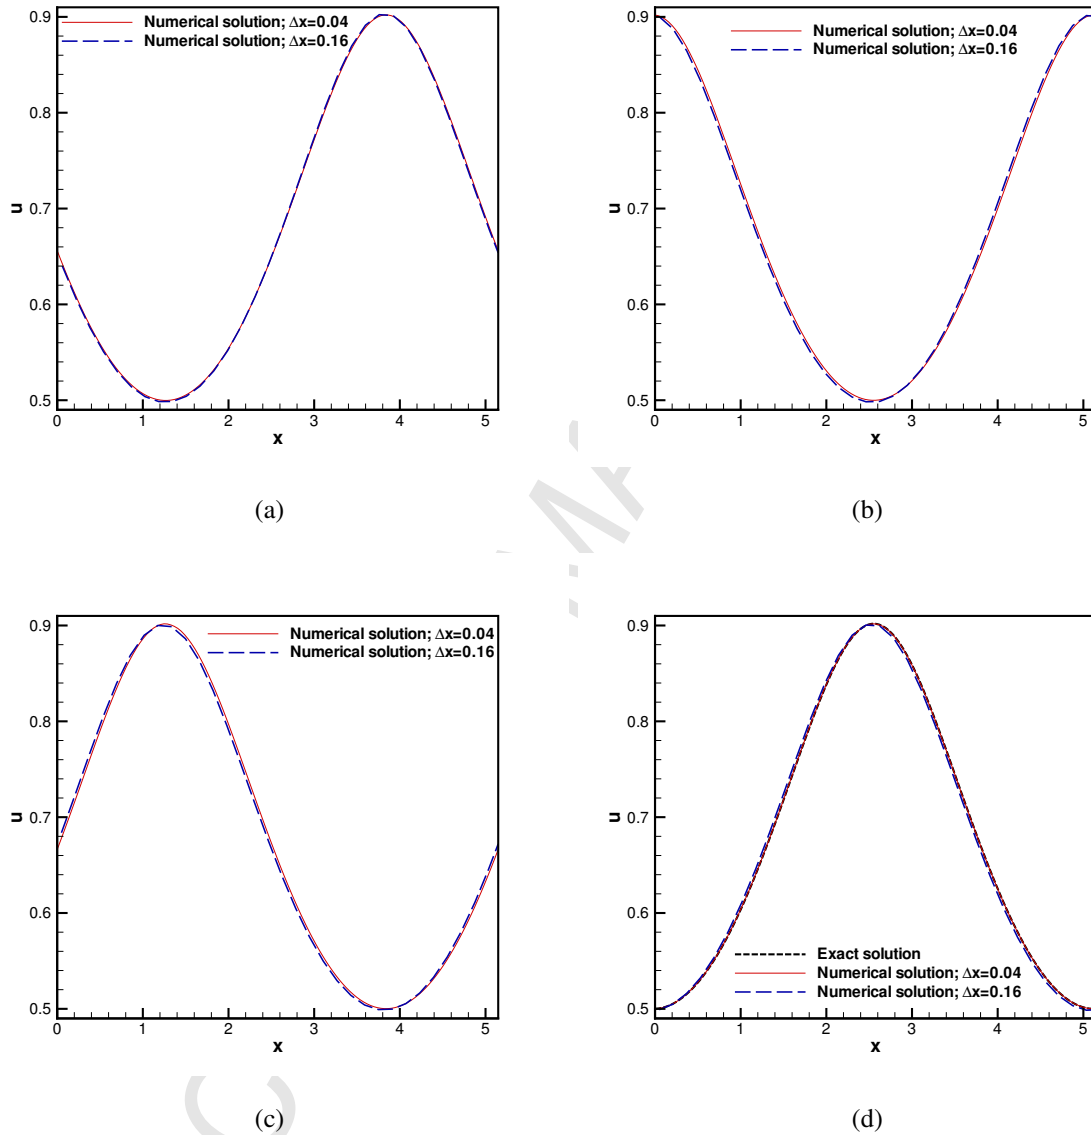 Numerical solution; Δx=0.04
Numerical solution; Δx=0.16
0.9
0.8
0.7
0.6
0.5
u
0 1 2 3 4 5
x
(a)
Numerical solution; Δx=0.04
Numerical solution; Δx=0.16
0.9
0.8
0.7
0.6
0.5
u
0 1 2 3 4 5
x
(b)
Numerical solution; Δx=0.04
Numerical solution; Δx=0.16
0.9
0.8
0.7
0.6
0.5
u
0 1 2 3 4 5
x
(c)
0.9
0.8
0.7
0.6
0.5
u
Exact solution
Numerical solution; Δx=0.04
Numerical solution; Δx=0.16
0 1 2 3 4 5
x
(d)